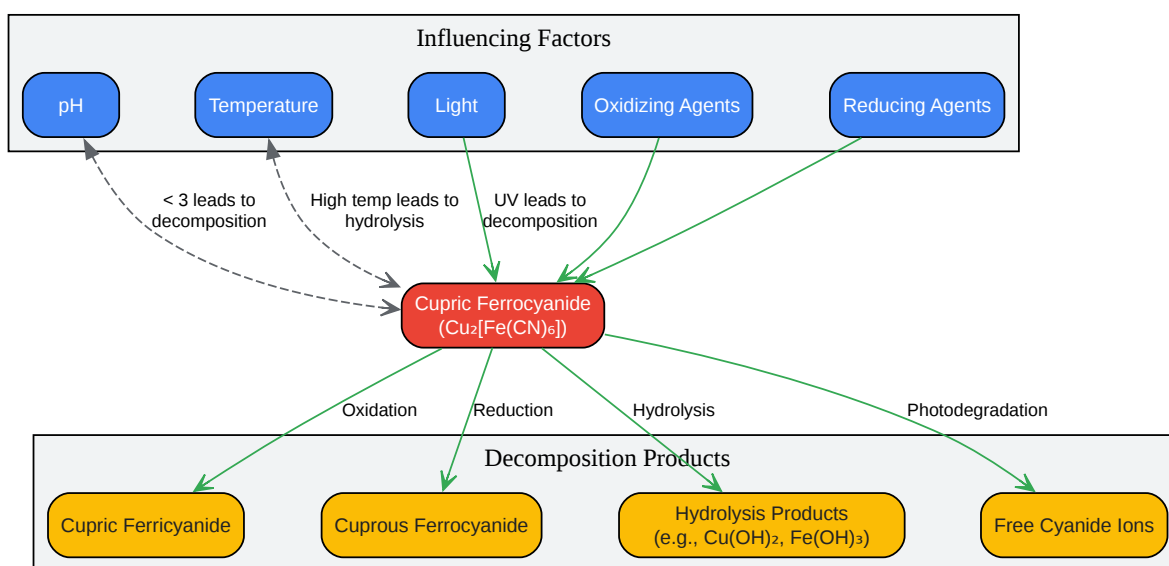 Influencing Factors
pH
Temperature
Light
Oxidizing Agents
Reducing Agents
< 3 leads to
decomposition
High temp leads to
hydrolysis
UV leads to
decomposition
Cupric Ferrocyanide
(Cu₂[Fe(CN)₆])
Oxidation
Reduction
Hydrolysis
Photodegradation
Decomposition Products
Cupric Ferricyanide
Cuprous Ferrocyanide
Hydrolysis Products
(e.g., Cu(OH)₂, Fe(OH)₃)
Free Cyanide Ions